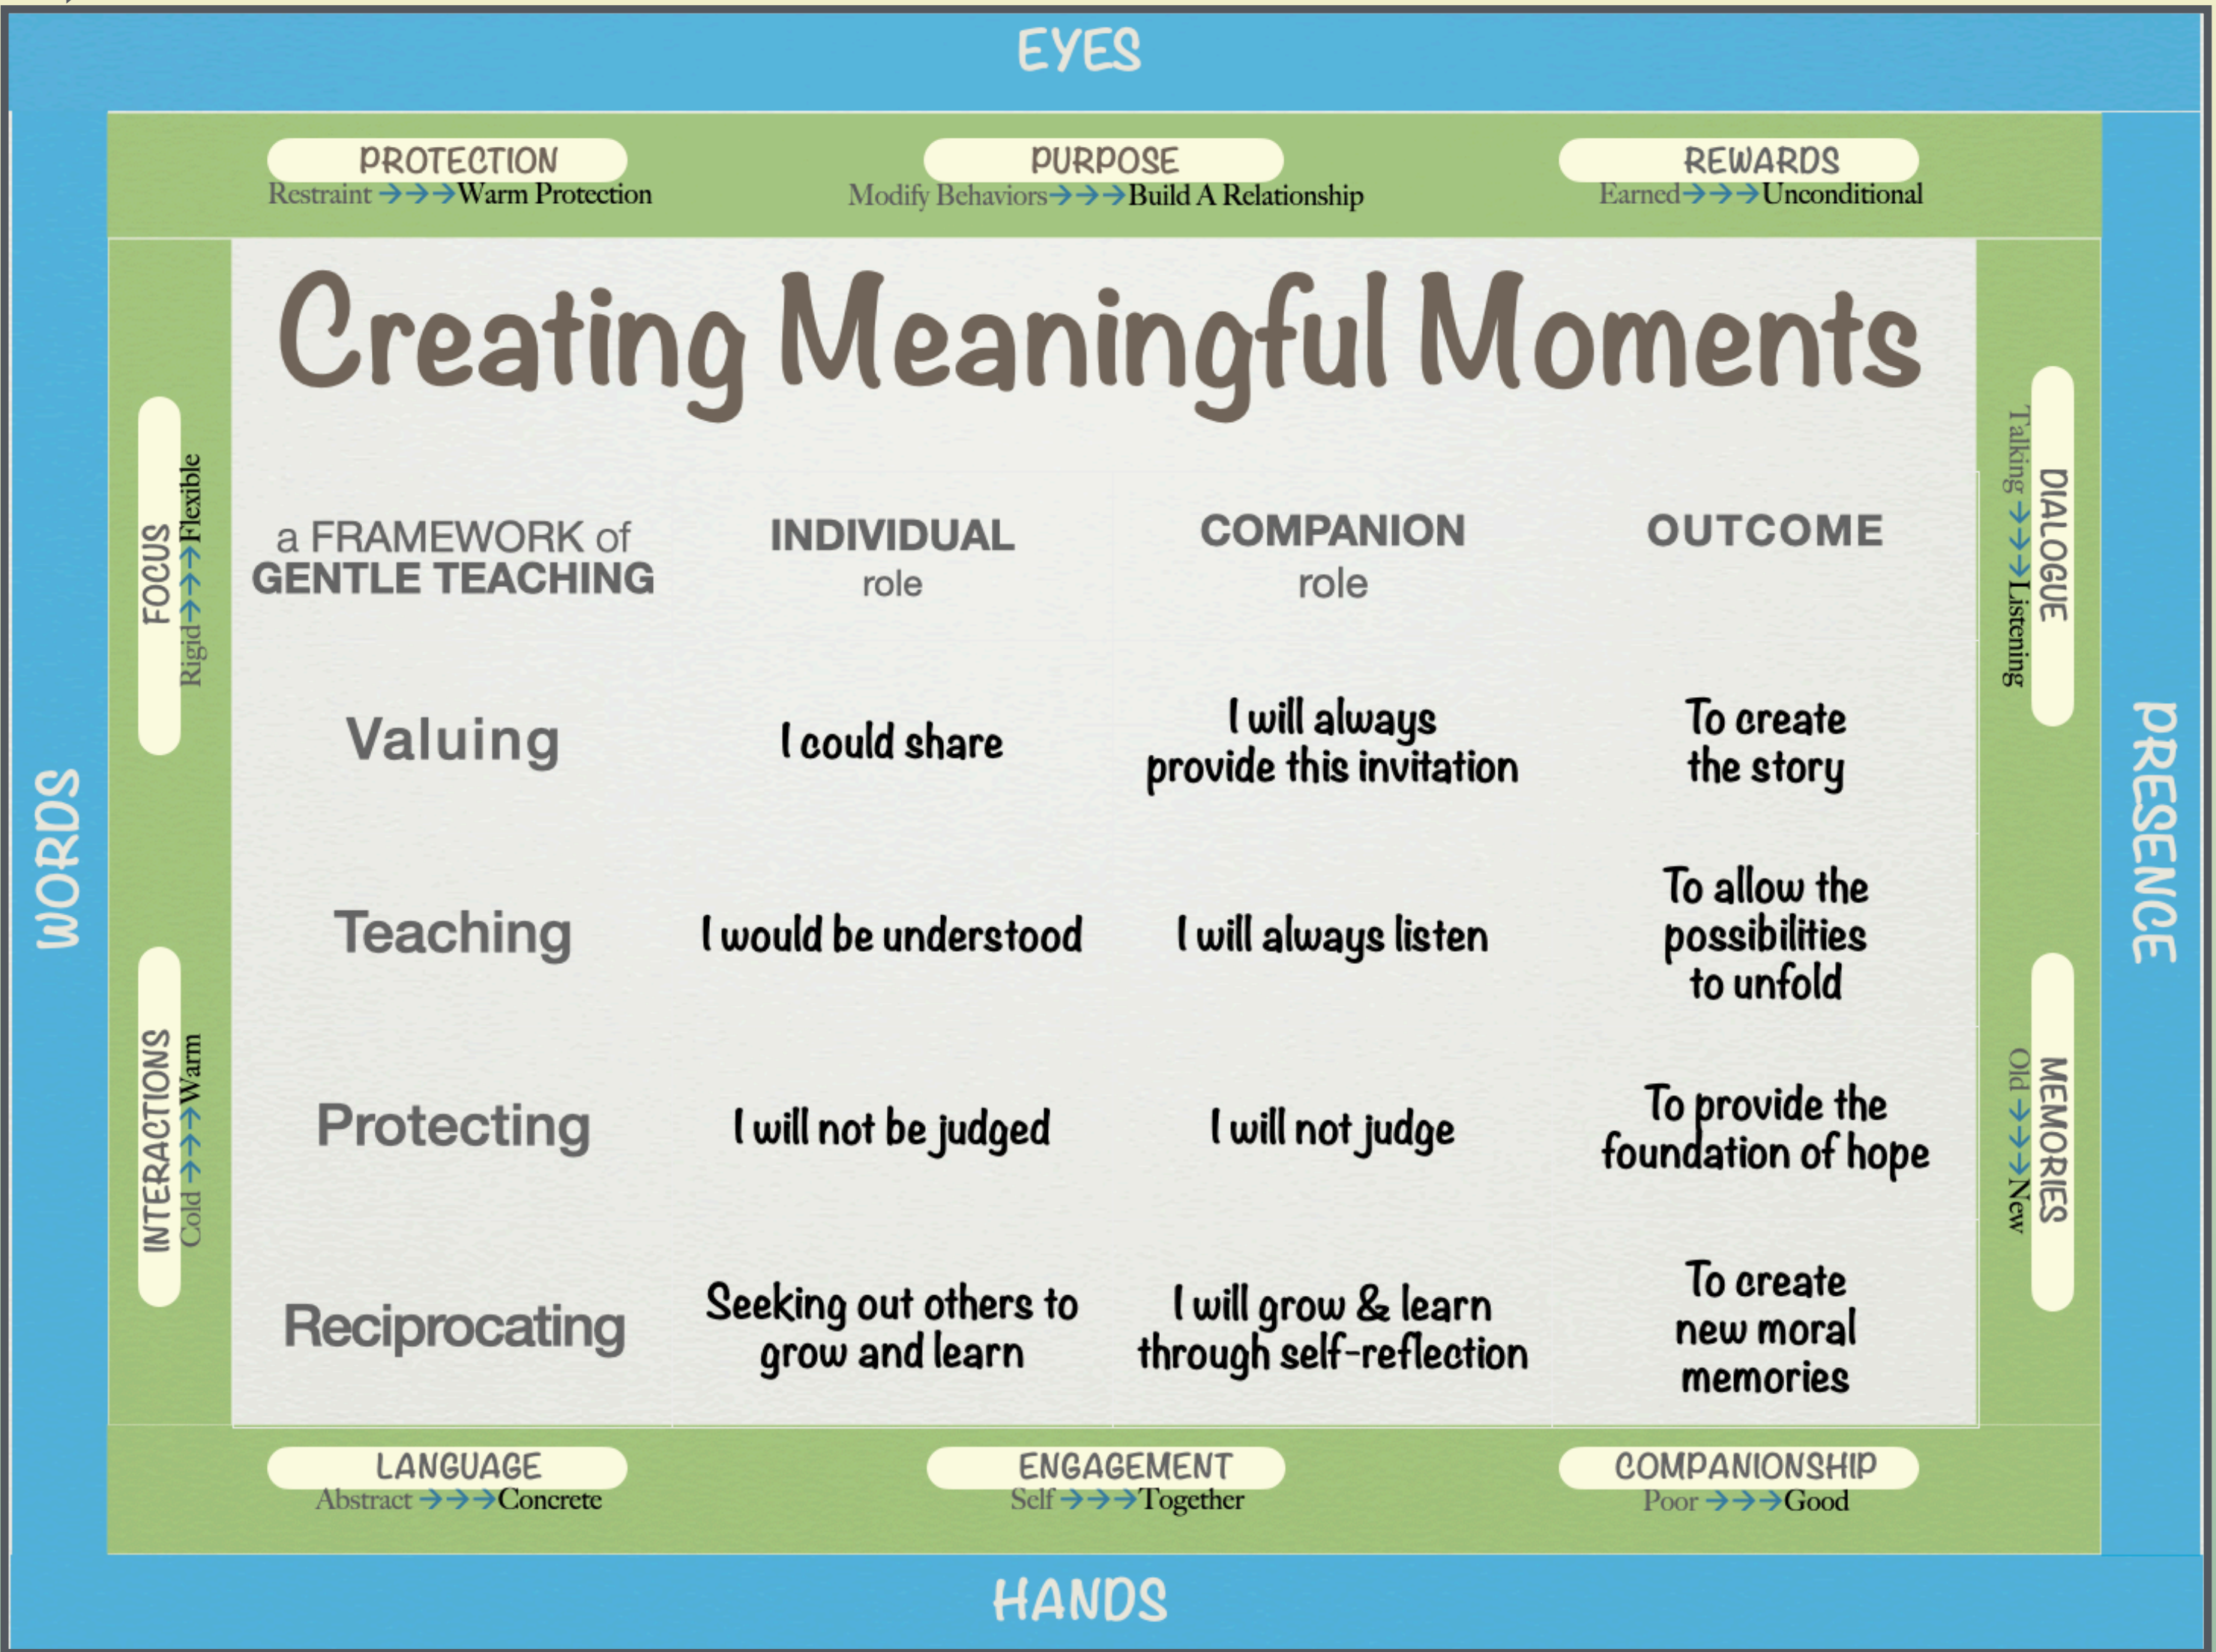 EYES
PROTECTION
Restraint →→→Warm Protection
PURPOSE
Modify Behaviors→→→Build A Relationship
REWARDS
Earned→→→Unconditional
WORDS
FOCUS
Rigid→→→Flexible
INTERACTIONS
Cold →→→Warm
Creating Meaningful Moments
a FRAMEWORK of
GENTLE TEACHING
INDIVIDUAL
role
COMPANION
role
OUTCOME
Valuing
I could share
I will always
provide this invitation
To create
the story
Teaching
I would be understood
I will always listen
To allow the
possibilities
to unfold
Protecting
I will not be judged
I will not judge
To provide the
foundation of hope
Reciprocating
Seeking out others to
grow and learn
I will grow & learn
through self-reflection
To create
new moral
memories
DIALOGUE
Talking →→→Listening
MEMORIES
Old →→→New
PRESENCE
LANGUAGE
Abstract →→→Concrete
ENGAGEMENT
Self →→→Together
COMPANIONSHIP
Poor →→→Good
HANDS